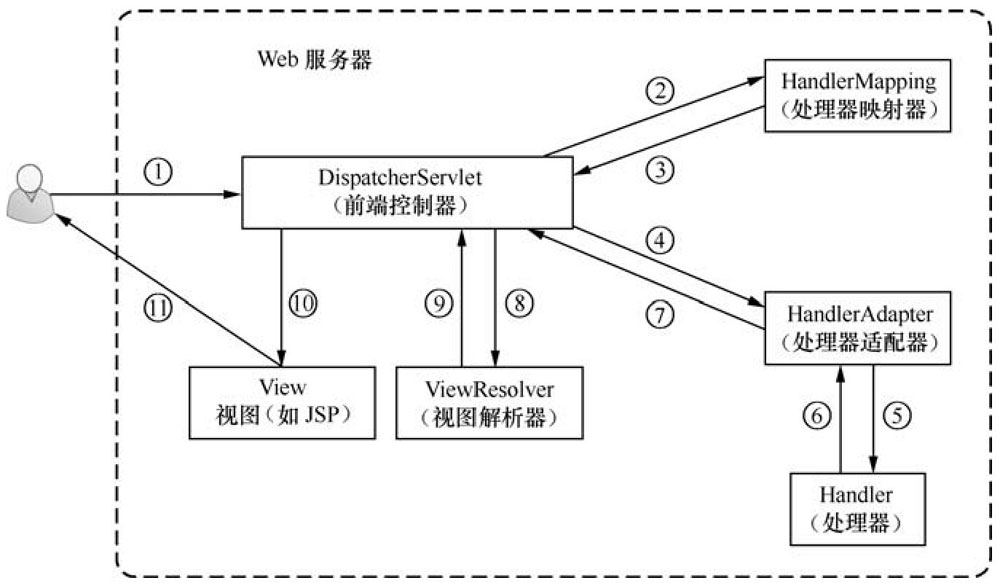 Web 服务器
②
HandlerMapping
（处理器映射器）
①
③
DispatcherServlet
（前端控制器）
④
⑪
⑩
⑨
⑧
⑦
HandlerAdapter
（处理器适配器）
View
视图（如 JSP）
ViewResolver
（视图解析器）
⑥
⑤
Handler
（处理器）